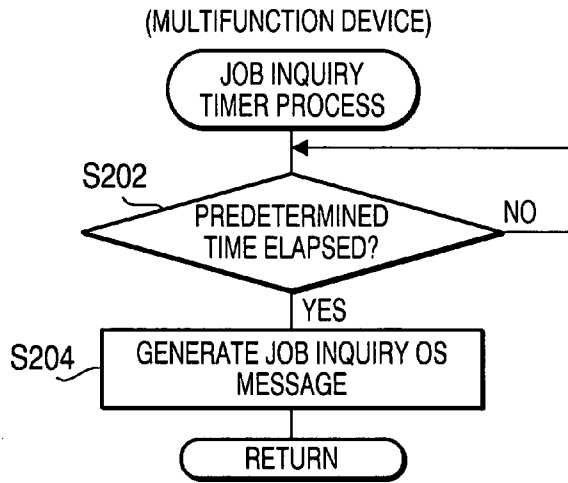 (MULTIFUNCTION DEVICE)
JOB INQUIRY
TIMER PROCESS
S202
PREDETERMINED
TIME ELAPSED?
NO
YES
S204
GENERATE JOB INQUIRY OS
MESSAGE
RETURN